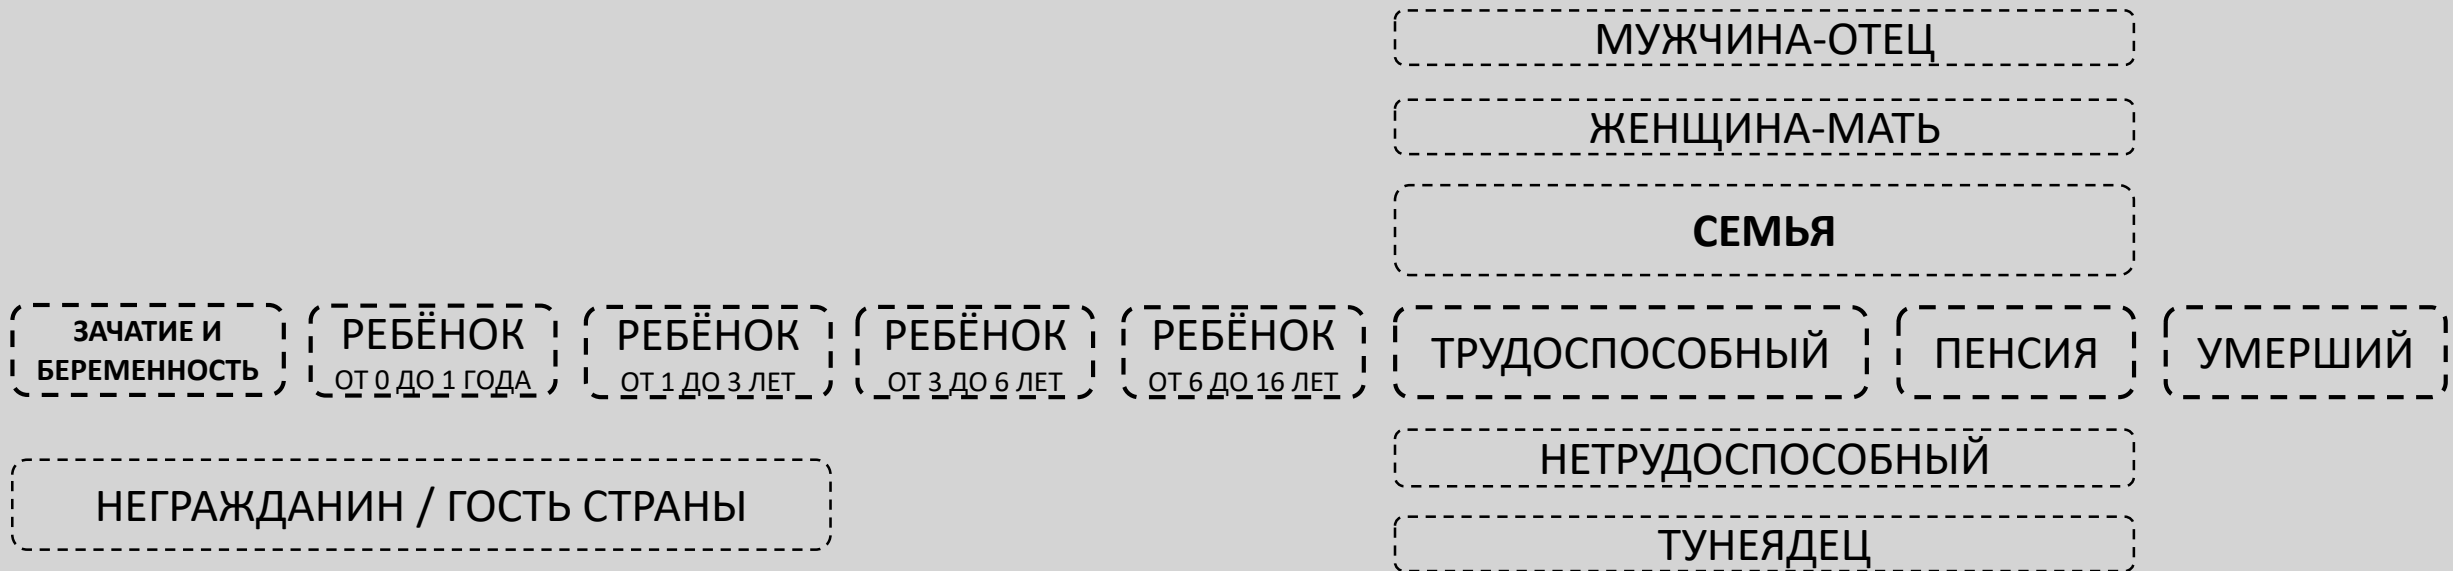 МУЖЧИНА-ОТЕЦ
ЖЕНЩИНА-МАТЬ
СЕМЬЯ
ЗАЧАТИЕ И
БЕРЕМЕННОСТЬ
РЕБЁНОК
ОТ 0 ДО 1 ГОДА
РЕБЁНОК
ОТ 1 ДО 3 ЛЕТ
РЕБЁНОК
ОТ 3 ДО 6 ЛЕТ
РЕБЁНОК
ОТ 6 ДО 16 ЛЕТ
ТРУДОСПОСОБНЫЙ
ПЕНСИЯ
УМЕРШИЙ
НЕТРУДОСПОСОБНЫЙ
НЕГРАЖДАНИН / ГОСТЬ СТРАНЫ
ТУНЕЯДЕЦ